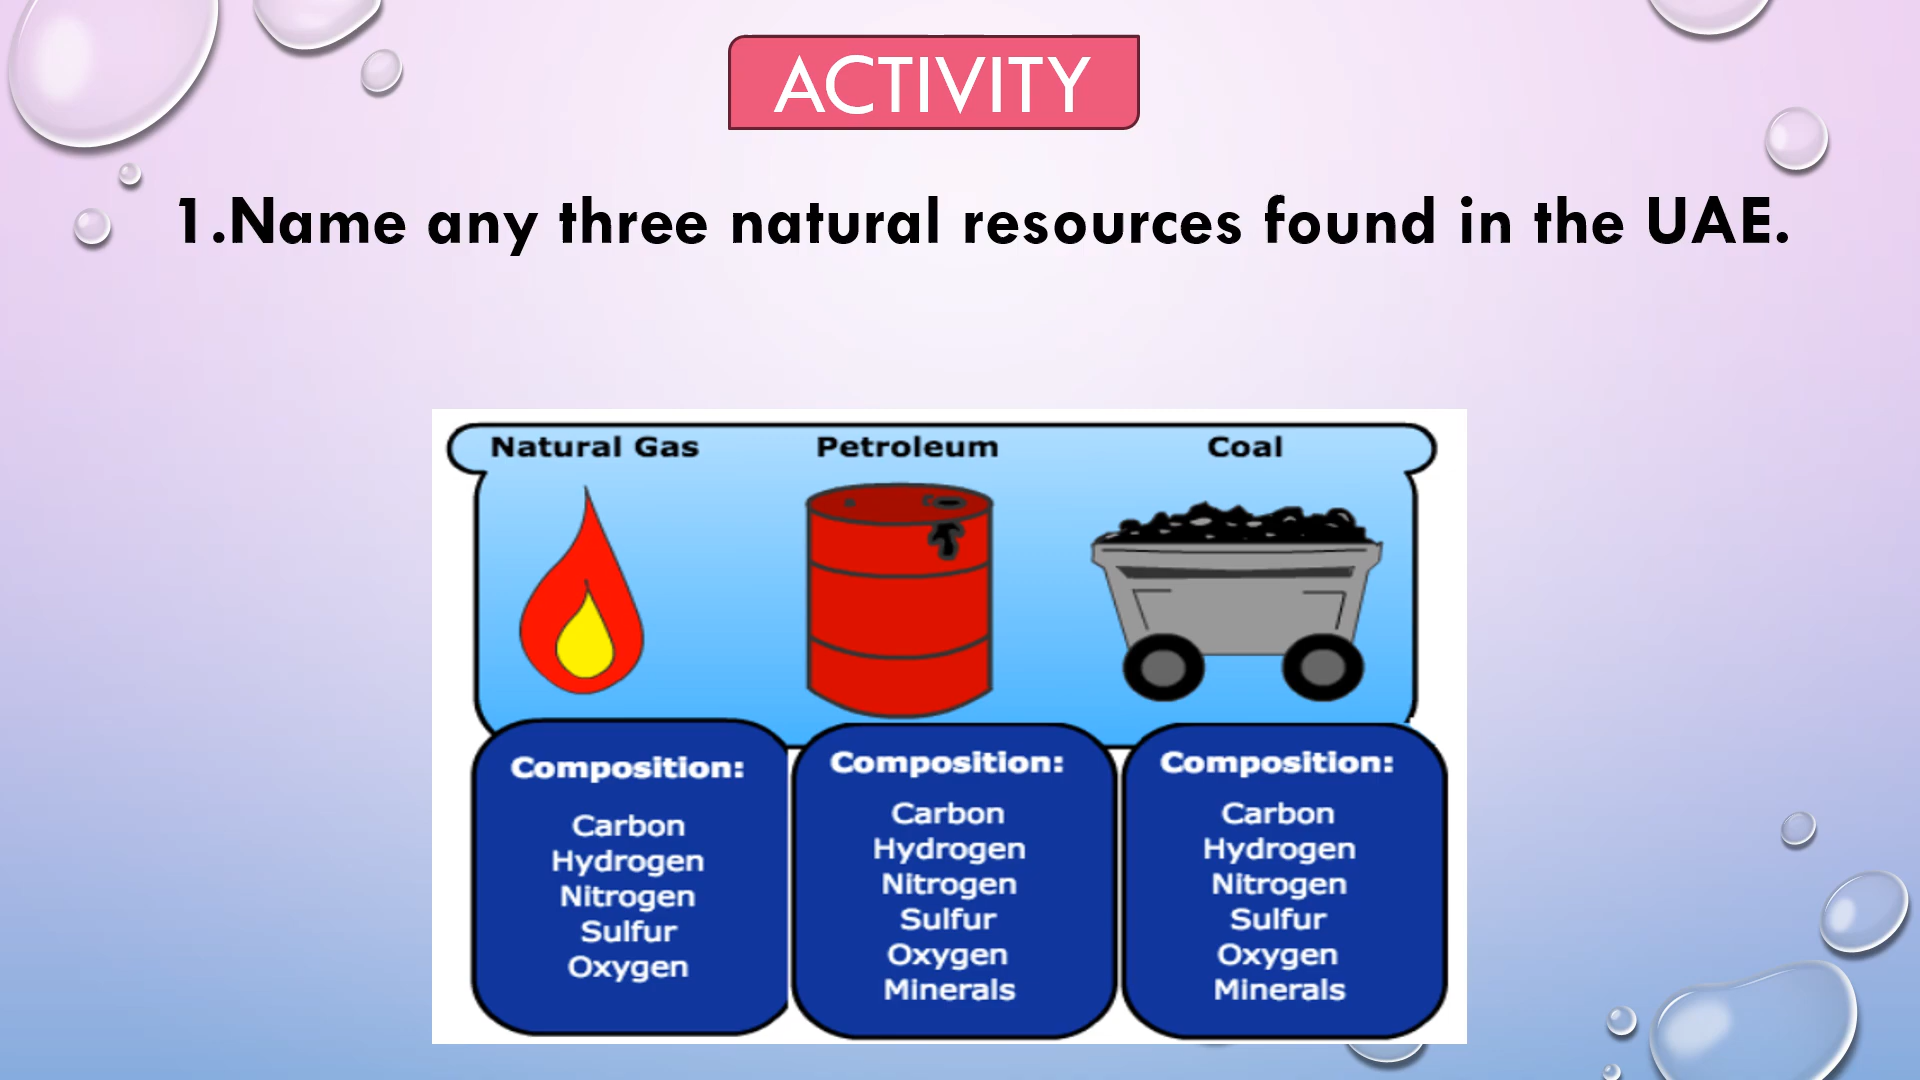 ACTIVITY
1.Name any three natural resources found in the UAE.
Natural Gas
Petroleum
Coal
Composition:
Carbon
Hydrogen
Nitrogen
Sulfur
Oxygen
Composition:
Carbon
Hydrogen
Nitrogen
Sulfur
Oxygen
Minerals
Composition:
Carbon
Hydrogen
Nitrogen
Sulfur
Oxygen
Minerals